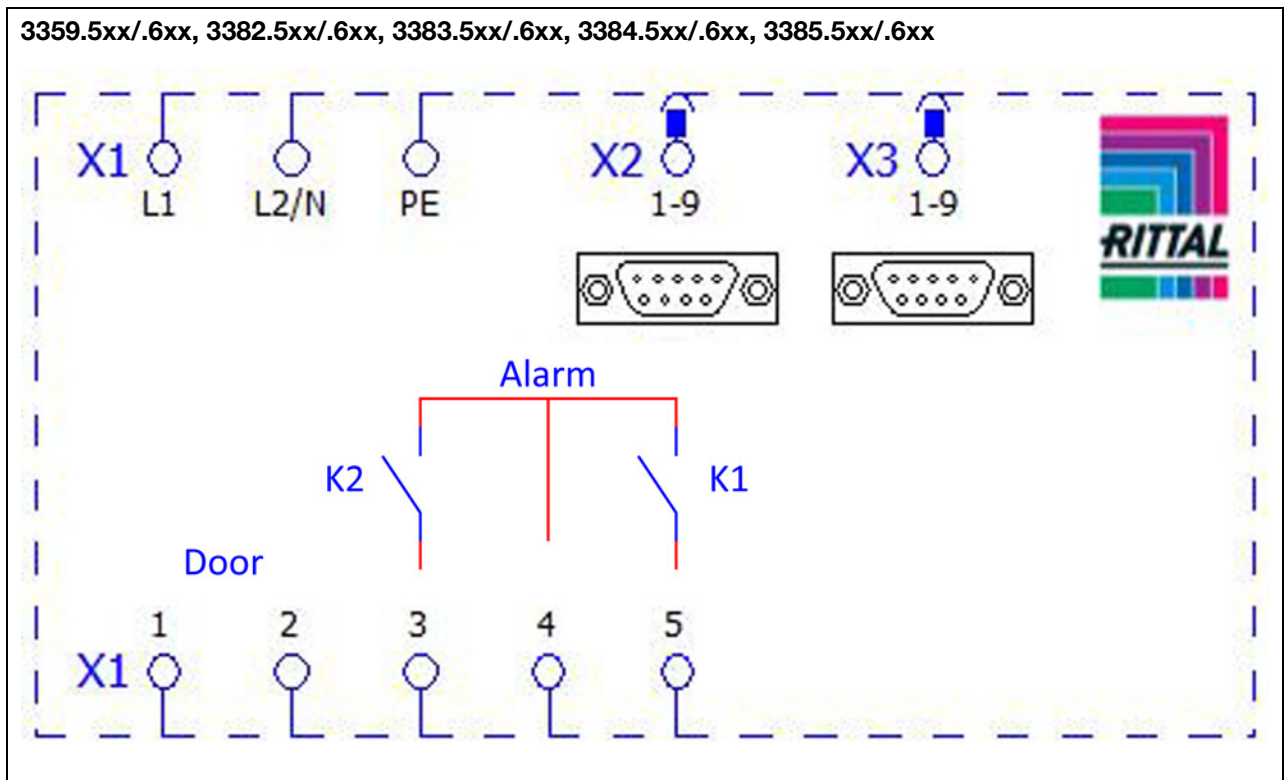 3359.5xx/.6xx, 3382.5xx/.6xx, 3383.5xx/.6xx, 3384.5xx/.6xx, 3385.5xx/.6xx
X1 X2 X3
L1 L2/N PE 1-9 1-9
RITTAL
Alarm
K2 K1
Door
1 2 3 4 5
X1